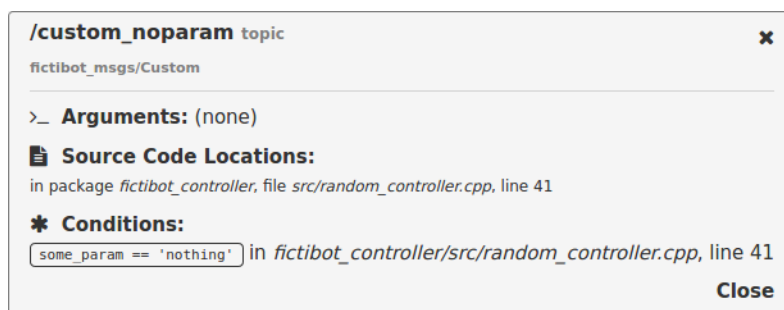 /custom_noparam topic
fictibot_msgs/Custom
>_ Arguments: (none)
Source Code Locations:
in package fictibot_controller, file src/random_controller.cpp, line 41
Conditions:
some_param == 'nothing' in fictibot_controller/src/random_controller.cpp, line 41
Close